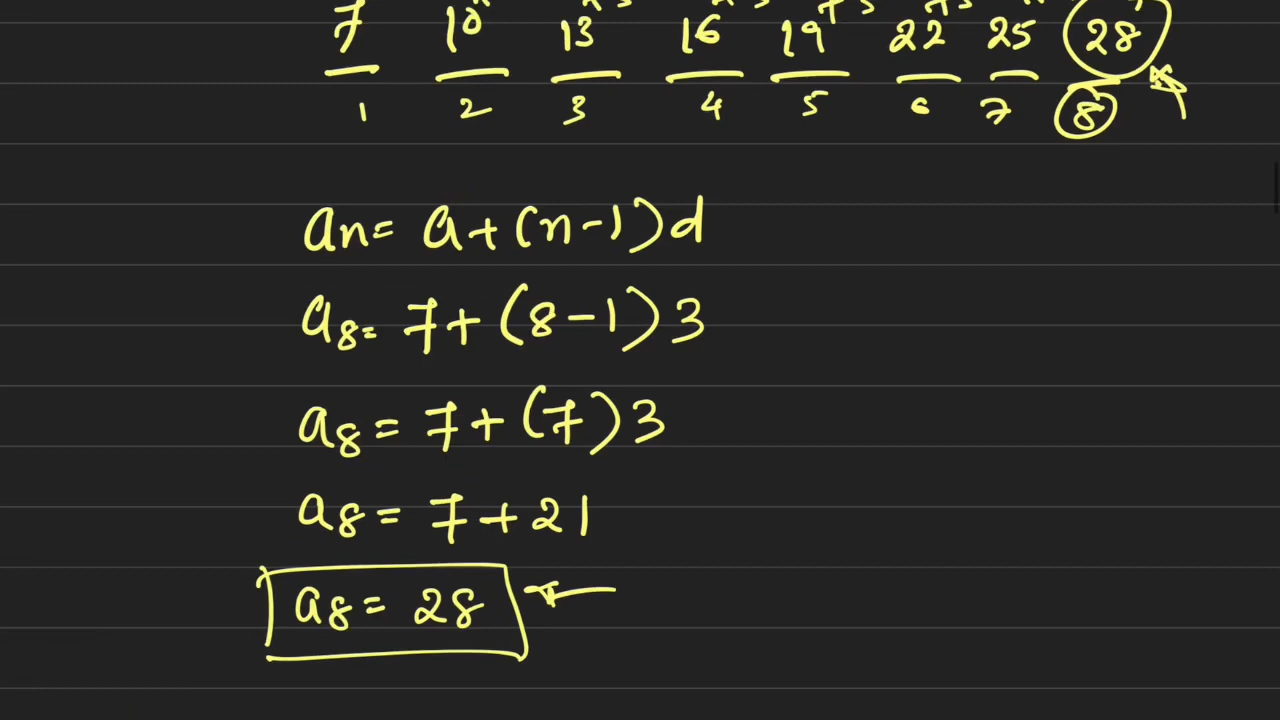 7 10 13 16 19 22 25 28
1 2 3 4 5 6 7 8
an = a + (n - 1) d
a8 = 7 + (8 - 1) 3
a8 = 7 + (7) 3
a8 = 7 + 21
a8 = 28